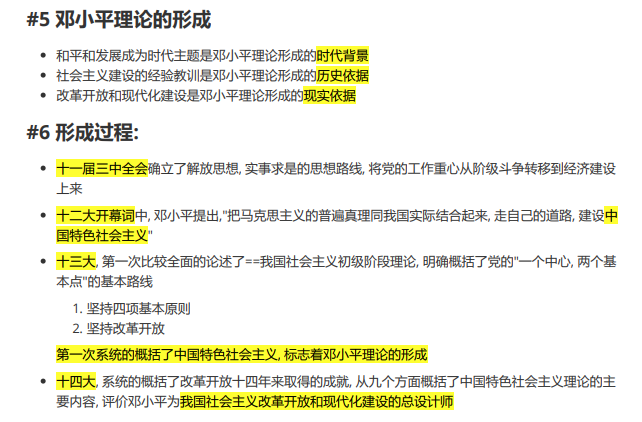 #5 邓小平理论的形成
• 和平和发展成为时代主题是邓小平理论形成的时代背景
• 社会主义建设的经验教训是邓小平理论形成的历史依据
• 改革开放和现代化建设是邓小平理论形成的现实依据
#6 形成过程:
• 十一届三中全会确立了解放思想, 实事求是的思想路线, 将党的工作重心从阶级斗争转移到经济建设
上来
• 十二大开幕词中, 邓小平提出,"把马克思主义的普遍真理同我国实际结合起来, 走自己的道路, 建设中
国特色社会主义"
• 十三大, 第一次比较全面的论述了==我国社会主义初级阶段理论, 明确概括了党的"一个中心, 两个基
本点"的基本路线
1. 坚持四项基本原则
2. 坚持改革开放
第一次系统的概括了中国特色社会主义, 标志着邓小平理论的形成
• 十四大, 系统的概括了改革开放十四年来取得的成就, 从九个方面概括了中国特色社会主义理论的主
要内容, 评价邓小平为我国社会主义改革开放和现代化建设的总设计师